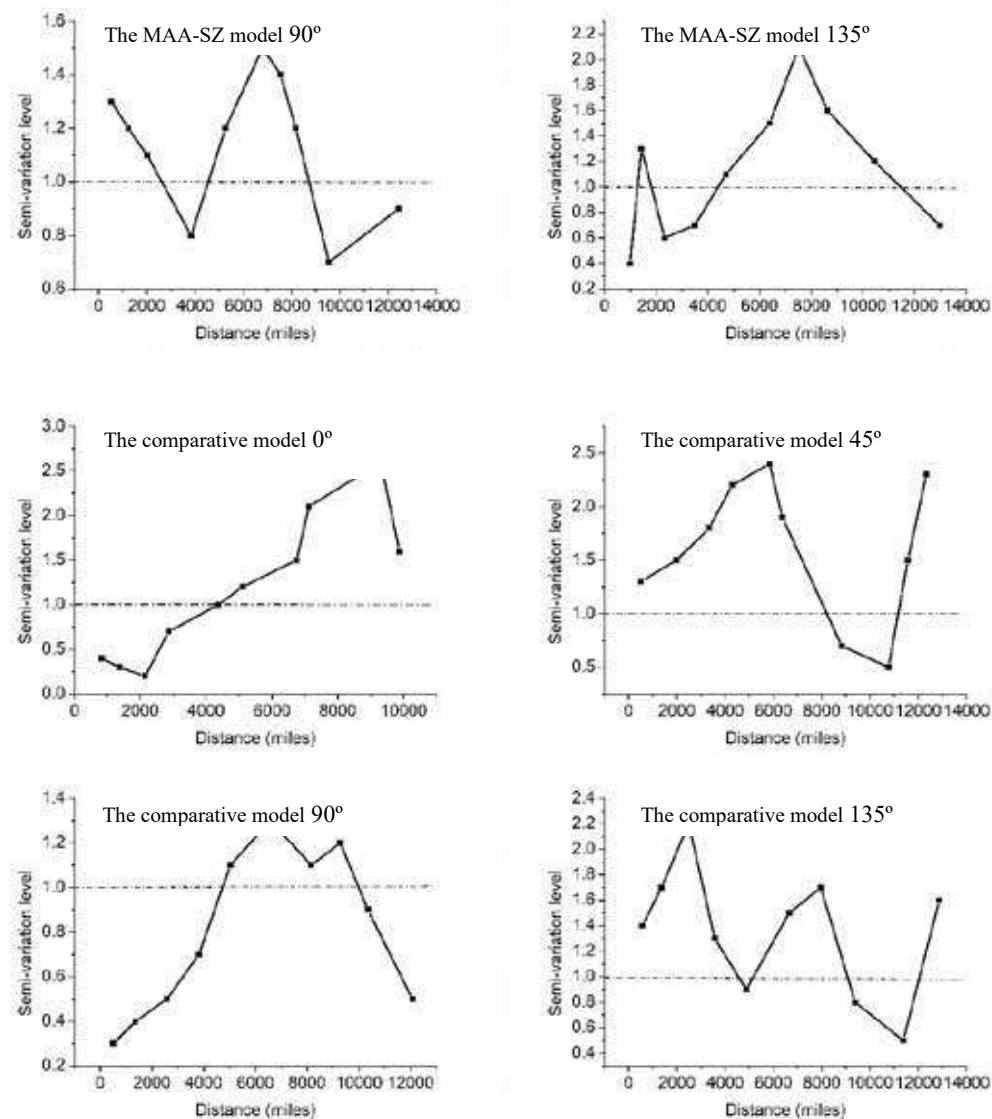 The MAA-SZ model 90º
Semi-variation level
1.6
1.4
1.2
1.0
0.8
0.6
0 2000 4000 6000 8000 10000 12000 14000
Distance (miles)
The MAA-SZ model 135º
Semi-variation level
2.2
2.0
1.8
1.6
1.4
1.2
1.0
0.8
0.6
0.4
0.2
0 2000 4000 6000 8000 10000 12000 14000
Distance (miles)
The comparative model 0º
Semi-variation level
3.0
2.5
2.0
1.5
1.0
0.5
0.0
0 2000 4000 6000 8000 10000
Distance (miles)
The comparative model 45º
Semi-variation level
2.5
2.0
1.5
1.0
0.5
0 2000 4000 6000 8000 10000 12000 14000
Distance (miles)
The comparative model 90º
Semi-variation level
1.4
1.2
1.0
0.8
0.6
0.4
0.2
0 2000 4000 6000 8000 10000 12000
Distance (miles)
The comparative model 135º
Semi-variation level
2.4
2.2
2.0
1.8
1.6
1.4
1.2
1.0
0.8
0.6
0.4
0 2000 4000 6000 8000 10000 12000 14000
Distance (miles)